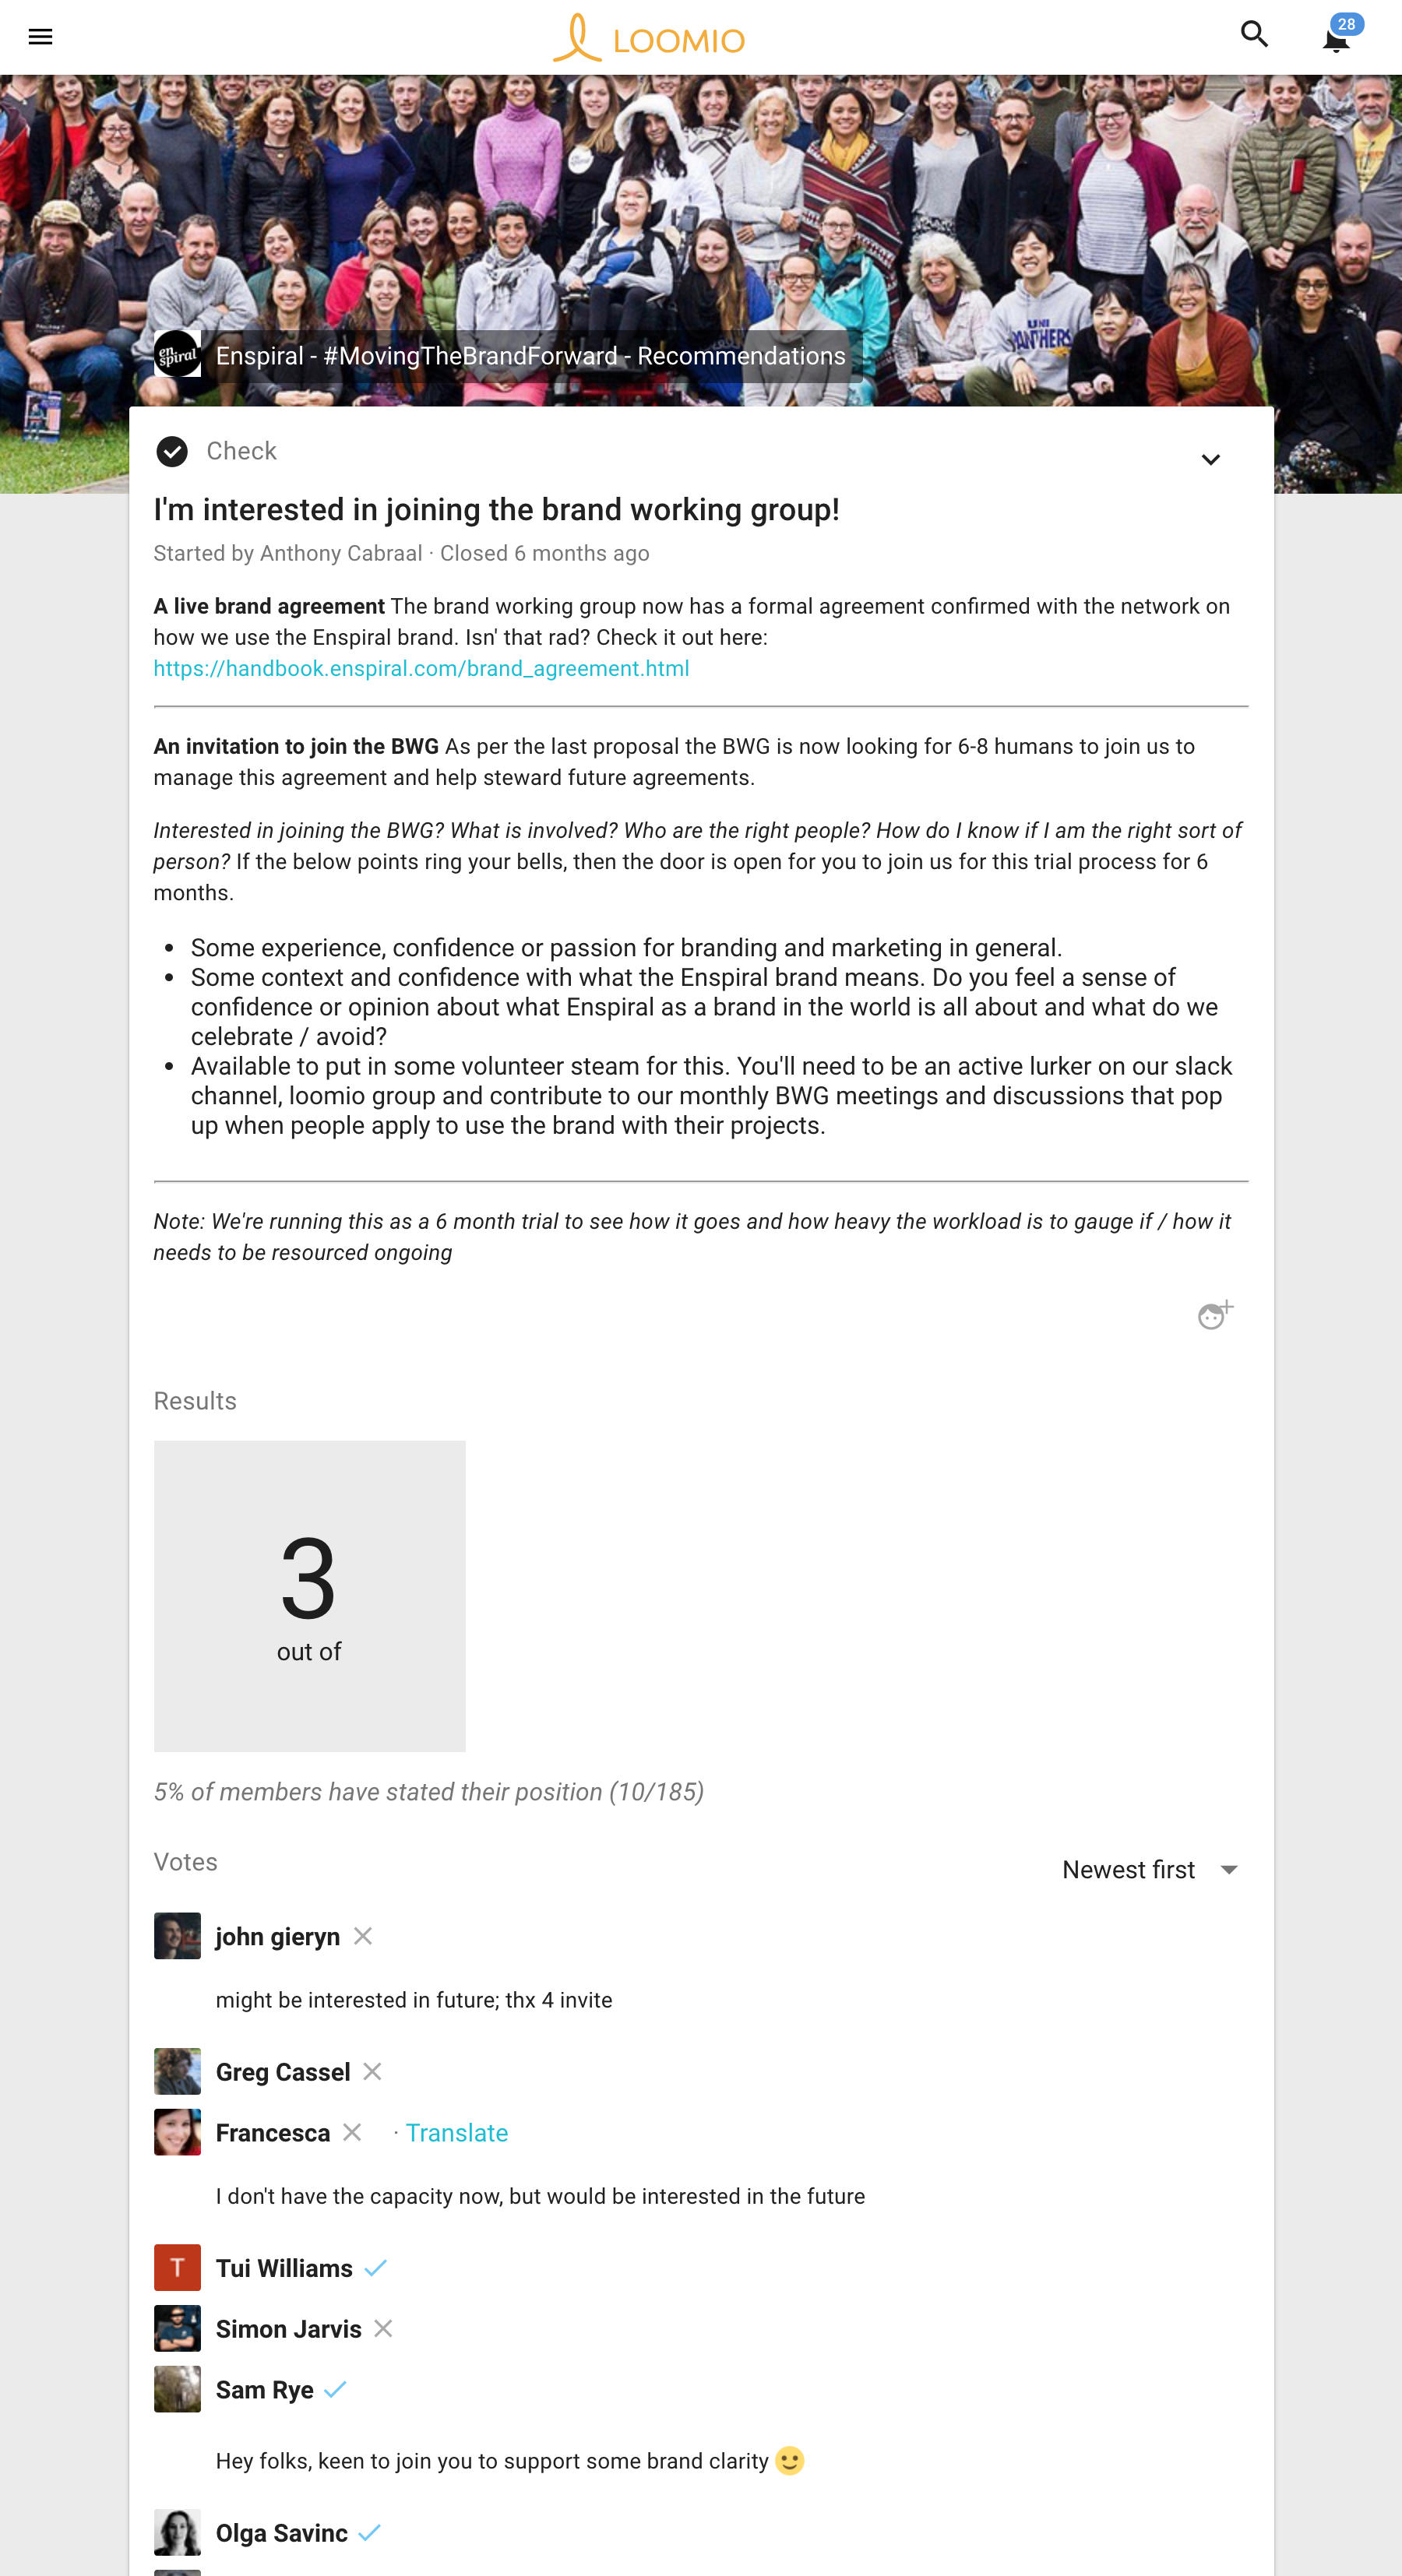 LOOMIO
28
en
spiral
Enspiral - #MovingTheBrandForward - Recommendations
Check
I'm interested in joining the brand working group!
Started by Anthony Cabraal · Closed 6 months ago
A live brand agreement The brand working group now has a formal agreement confirmed with the network on
how we use the Enspiral brand. Isn' that rad? Check it out here:
https://handbook.enspiral.com/brand_agreement.html
An invitation to join the BWG As per the last proposal the BWG is now looking for 6-8 humans to join us to
manage this agreement and help steward future agreements.
Interested in joining the BWG? What is involved? Who are the right people? How do I know if I am the right sort of
person? If the below points ring your bells, then the door is open for you to join us for this trial process for 6
months.
• Some experience, confidence or passion for branding and marketing in general.
• Some context and confidence with what the Enspiral brand means. Do you feel a sense of
confidence or opinion about what Enspiral as a brand in the world is all about and what do we
celebrate / avoid?
• Available to put in some volunteer steam for this. You'll need to be an active lurker on our slack
channel, loomio group and contribute to our monthly BWG meetings and discussions that pop
up when people apply to use the brand with their projects.
Note: We're running this as a 6 month trial to see how it goes and how heavy the workload is to gauge if / how it
needs to be resourced ongoing
Results
3
out of
5% of members have stated their position (10/185)
Votes
Newest first
john gieryn
might be interested in future; thx 4 invite
Greg Cassel
Francesca · Translate
I don't have the capacity now, but would be interested in the future
T
Tui Williams
Simon Jarvis
Sam Rye
Hey folks, keen to join you to support some brand clarity 🙂
Olga Savinc